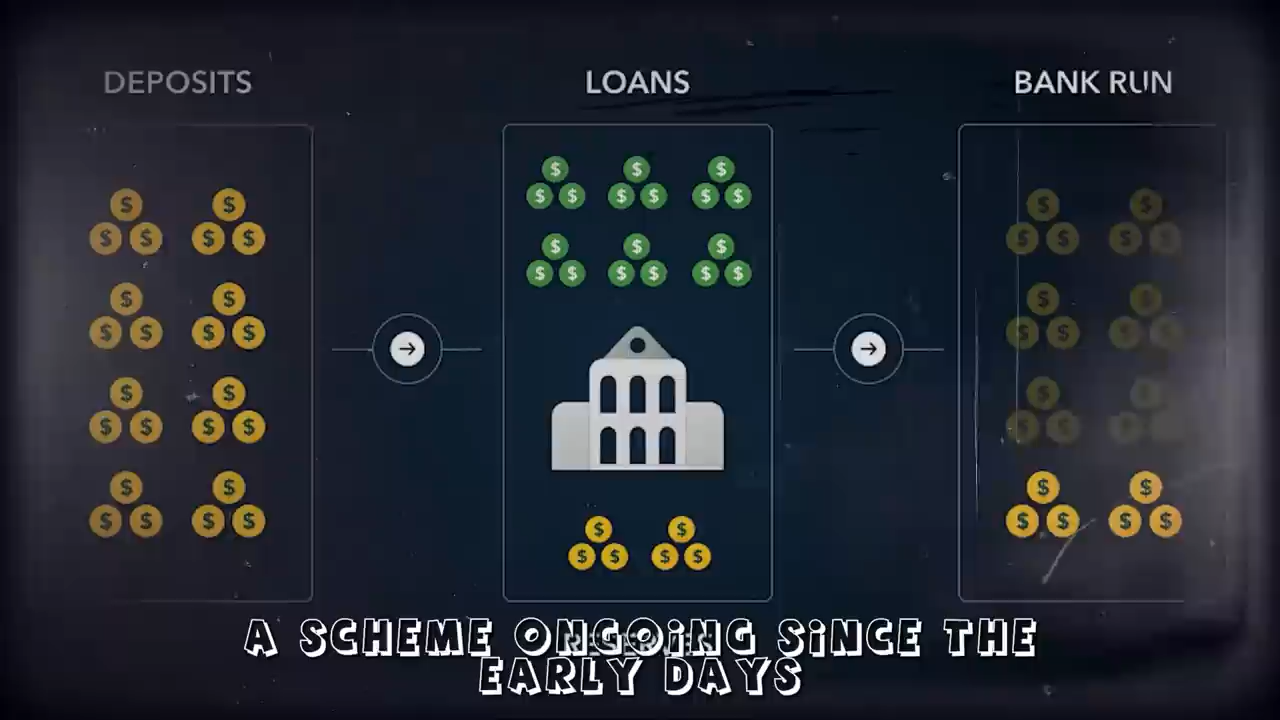 DEPOSITS
LOANS
BANK RUN
A SCHEME ONGOING SINCE THE
EARLY DAYS